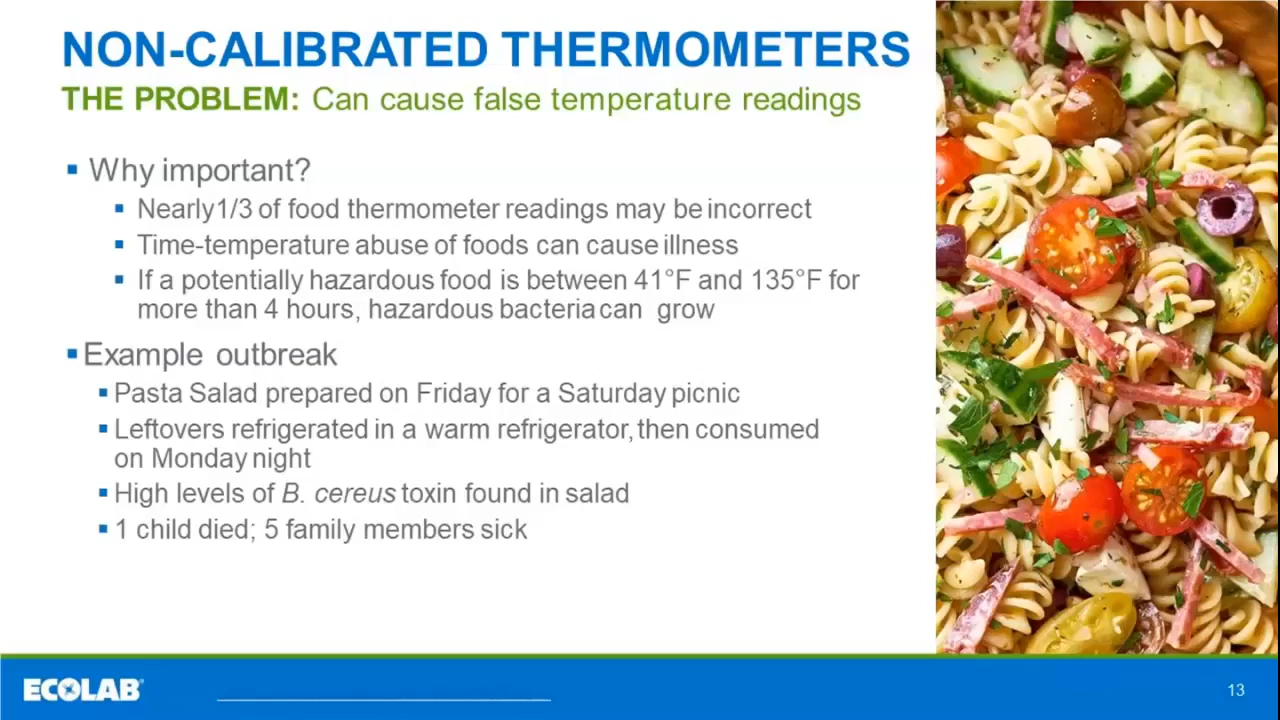 NON-CALIBRATED THERMOMETERS
THE PROBLEM: Can cause false temperature readings
▪ Why important?
▪ Nearly1/3 of food thermometer readings may be incorrect
▪ Time-temperature abuse of foods can cause illness
▪ If a potentially hazardous food is between 41°F and 135°F for
more than 4 hours, hazardous bacteria can grow
▪ Example outbreak
▪ Pasta Salad prepared on Friday for a Saturday picnic
▪ Leftovers refrigerated in a warm refrigerator, then consumed
on Monday night
▪ High levels of B. cereus toxin found in salad
▪ 1 child died; 5 family members sick
ECOLAB®
13